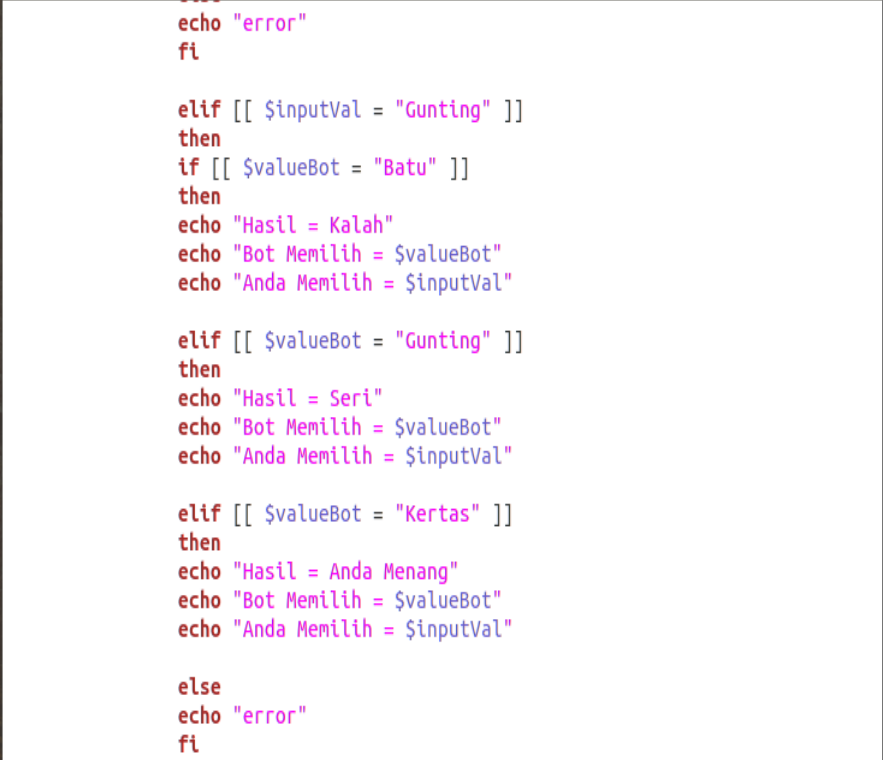 echo "error"
fi
elif [[ $inputVal = "Gunting" ]]
then
if [[ $valueBot = "Batu" ]]
then
echo "Hasil = Kalah"
echo "Bot Memilih = $valueBot"
echo "Anda Memilih = $inputVal"
elif [[ $valueBot = "Gunting" ]]
then
echo "Hasil = Seri"
echo "Bot Memilih = $valueBot"
echo "Anda Memilih = $inputVal"
elif [[ $valueBot = "Kertas" ]]
then
echo "Hasil = Anda Menang"
echo "Bot Memilih = $valueBot"
echo "Anda Memilih = $inputVal"
else
echo "error"
fi